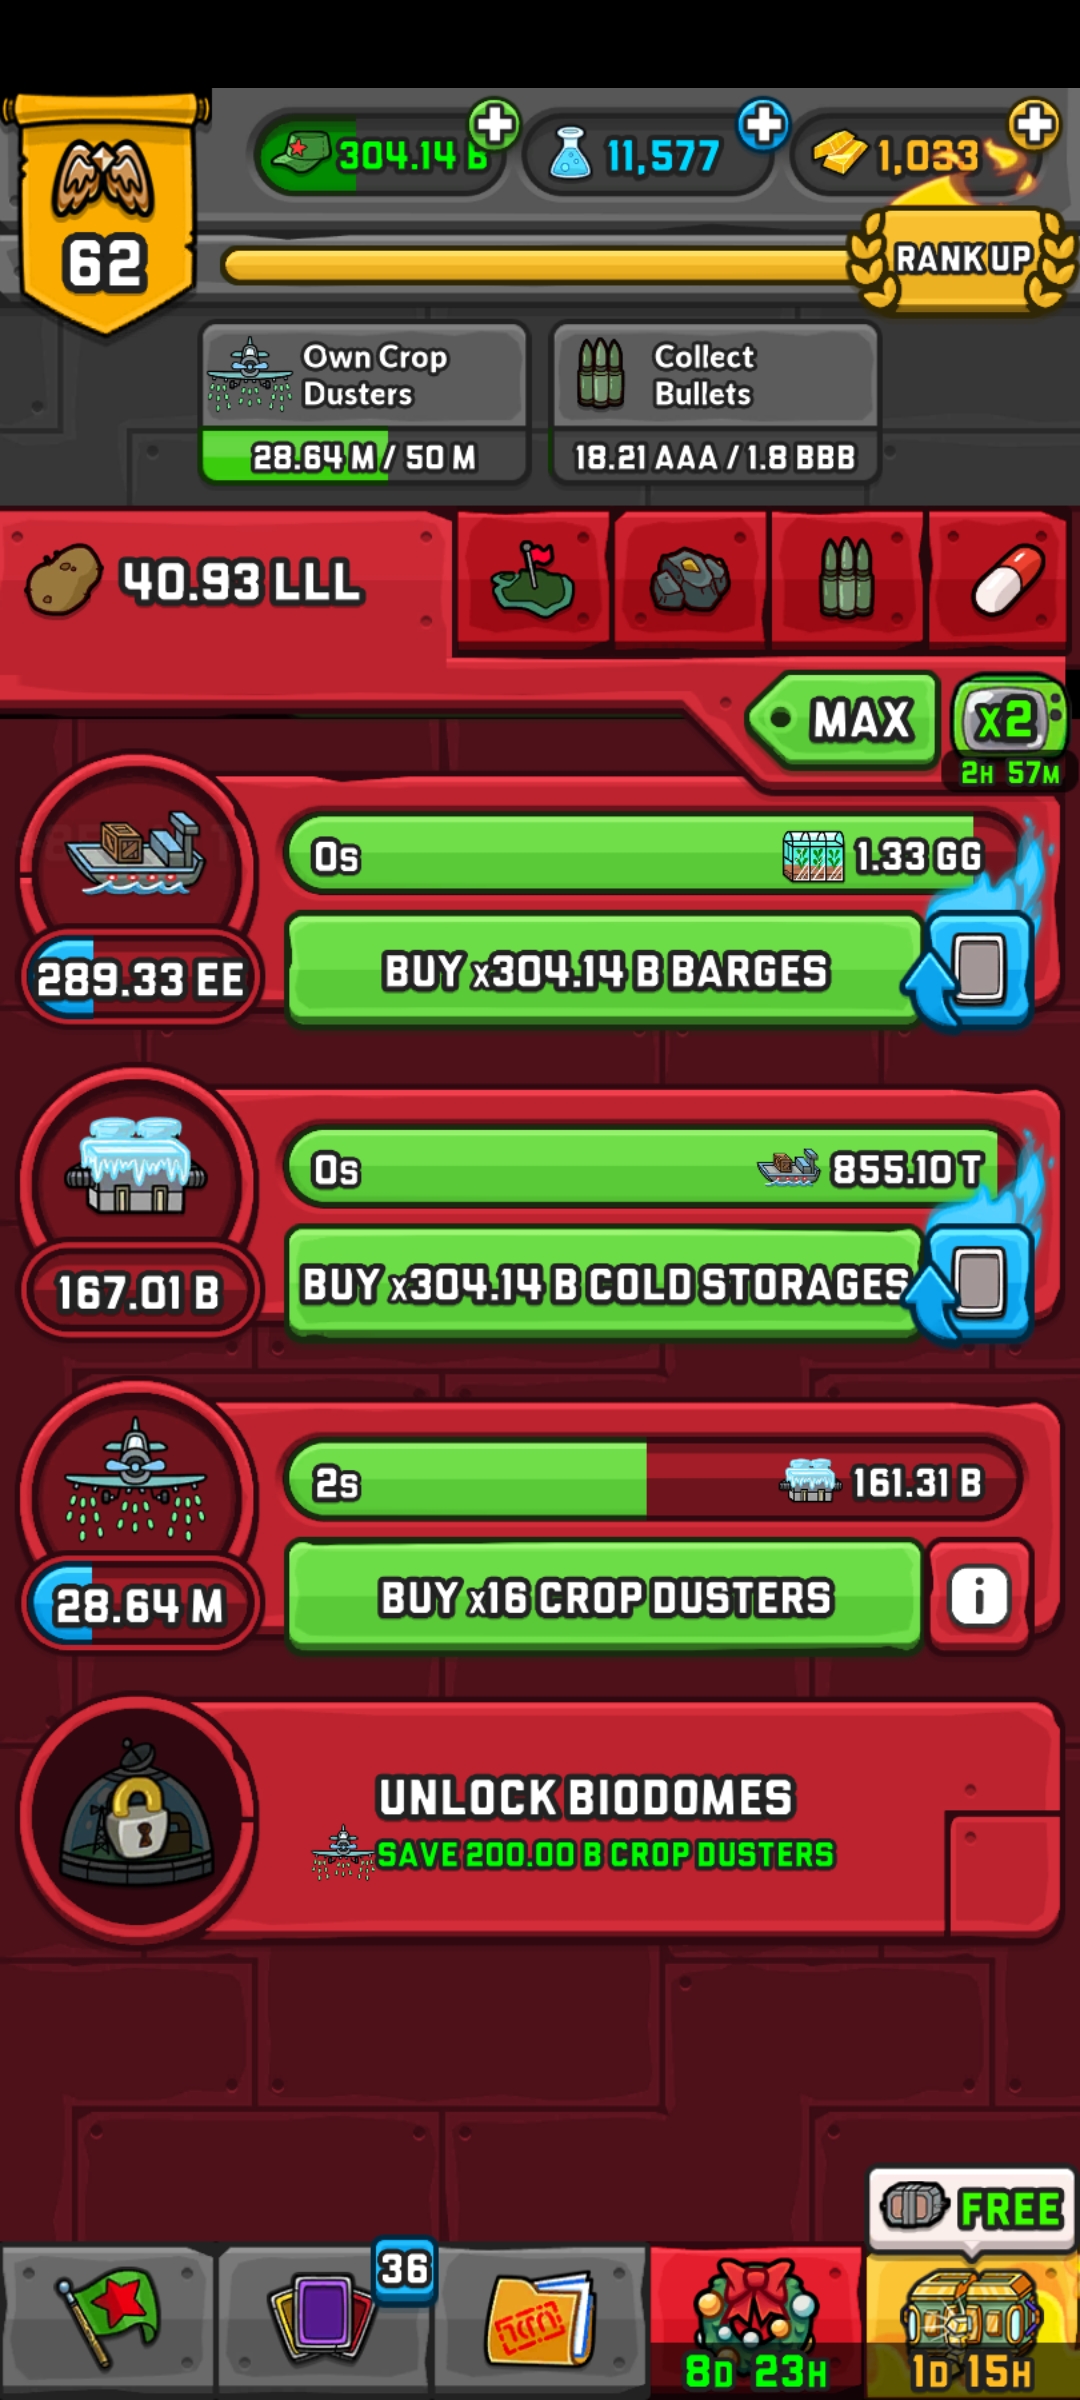 304.14 B
11,577
1,033
62
RANK UP
Own Crop
Dusters
28.64 M / 50 M
Collect
Bullets
18.21 AAA / 1.8 BBB
40.93 LLL
MAX
x2
2H 57M
0s
1.33 GG
289.33 EE
BUY x304.14 B BARGES
0s
855.10 T
167.01 B
BUY x304.14 B COLD STORAGES
2s
161.31 B
28.64 M
BUY x16 CROP DUSTERS
i
UNLOCK BIODOMES
SAVE 200.00 B CROP DUSTERS
FREE
36
8D 23H
1D 15H